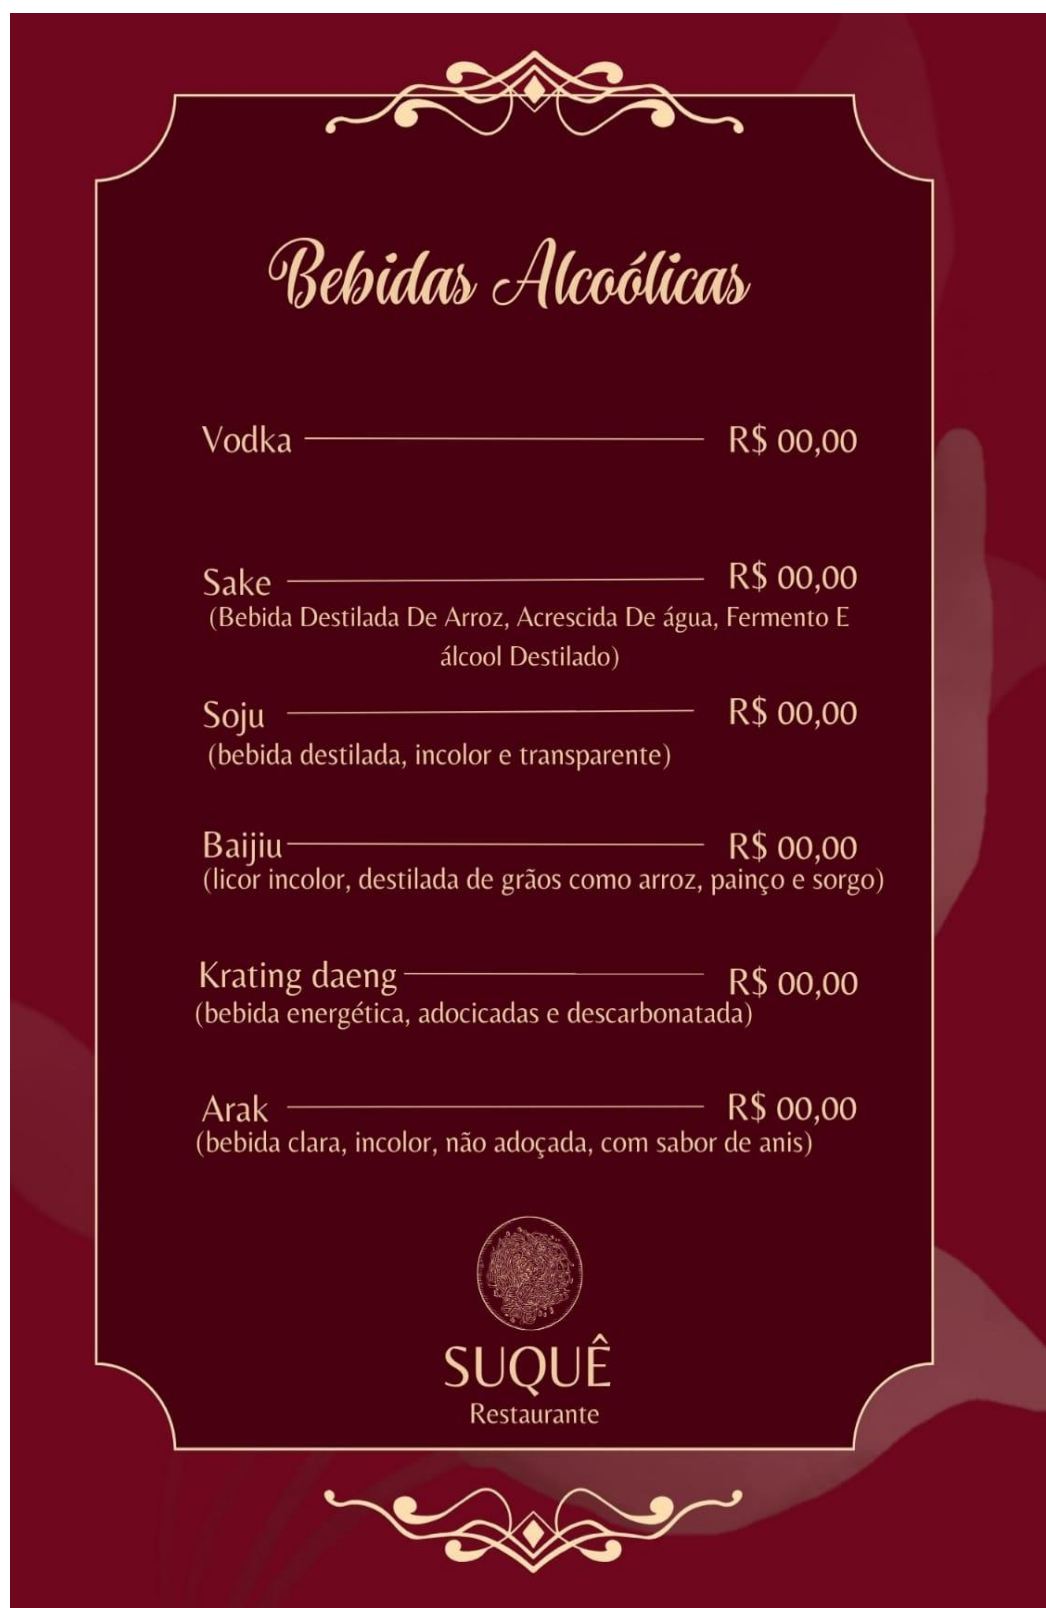 Bebidas Alcoólicas
Vodka R$ 00,00
Sake R$ 00,00
(Bebida Destilada De Arroz, Acrescida De água, Fermento E
álcool Destilado)
Soju R$ 00,00
(bebida destilada, incolor e transparente)
Baijiu R$ 00,00
(licor incolor, destilada de grãos como arroz, painço e sorgo)
Krating daeng R$ 00,00
(bebida energética, adocicadas e descarbonatada)
Arak R$ 00,00
(bebida clara, incolor, não adoçada, com sabor de anis)
SUQUÊ
Restaurante